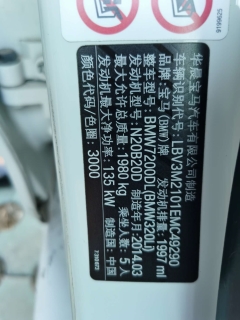 华晨宝马汽车有限公司制造
车辆识别代号: LBV3M2101EMC49290
品牌: 宝马(BMW)牌
整车型号: BMW7200DL(BMW320Li)
发动机型号: N20B20D 发动机排量: 1997 ml
最大允许总质量: 1980 kg 制造年月: 2014.03
发动机最大净功率: 135 kW 乘坐人数: 5 人
颜色代码/色圈: 3000 制造国: 中国